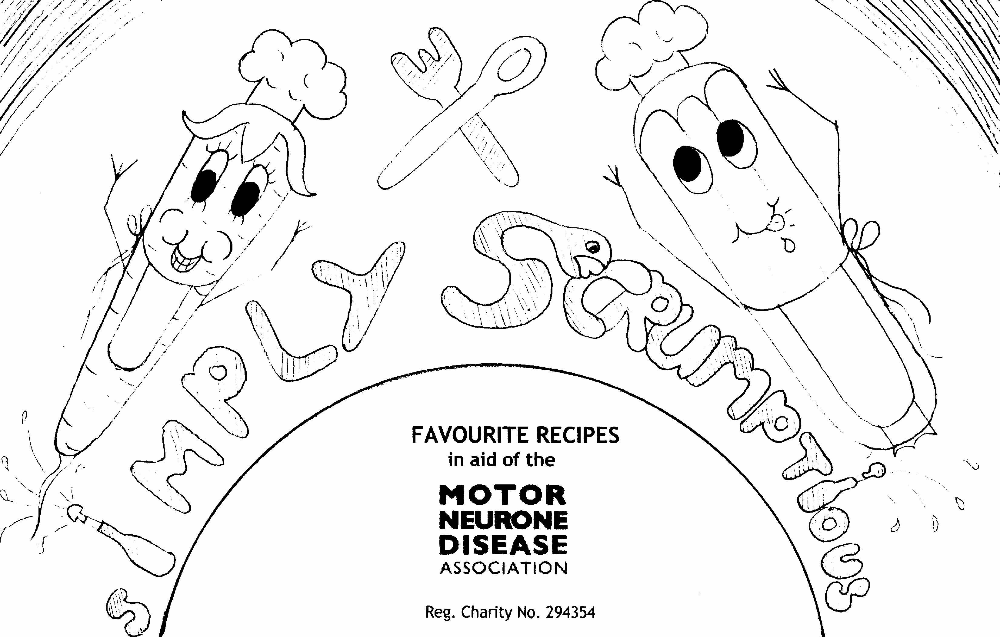 SIMPLY SCRUMPTIOUS
FAVOURITE RECIPES
in aid of the
MOTOR
NEURONE
DISEASE
ASSOCIATION
Reg. Charity No. 294354